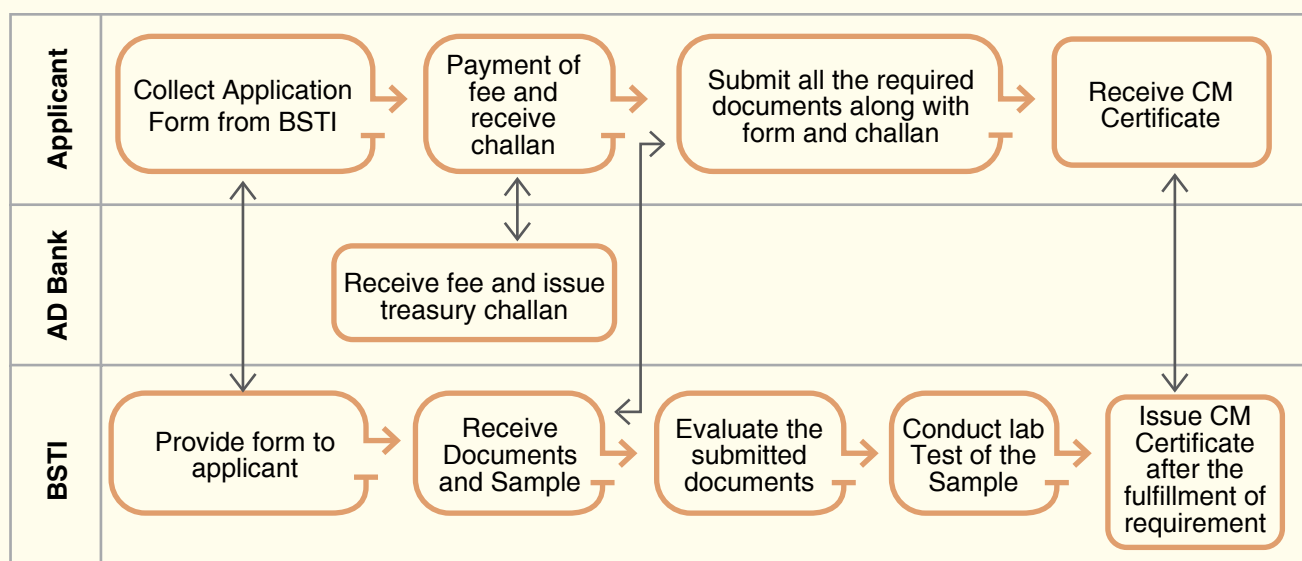 Applicant
Collect Application
Form from BSTI
Payment of
fee and
receive
challan
Submit all the required
documents along with
form and challan
Receive CM
Certificate
AD Bank
Receive fee and issue
treasury challan
BSTI
Provide form to
applicant
Receive
Documents
and Sample
Evaluate the
submitted
documents
Conduct lab
Test of the
Sample
Issue CM
Certificate
after the
fulfillment of
requirement